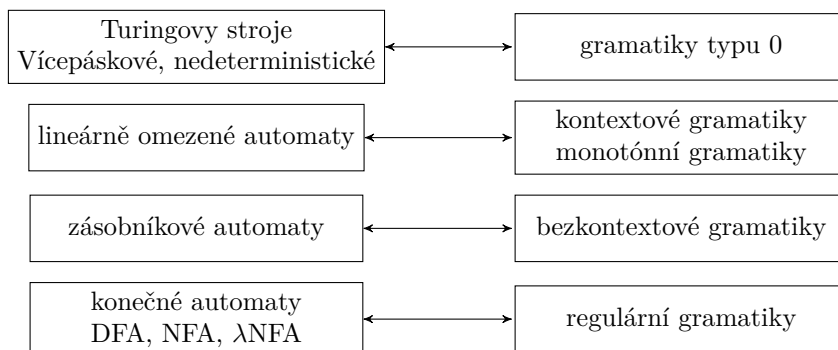 Turingovy stroje
Vícepáskové, nedeterministické
gramatiky typu 0
lineárně omezené automaty
kontextové gramatiky
monotónní gramatiky
zásobníkové automaty
bezkontextové gramatiky
konečné automaty
DFA, NFA, λNFA
regulární gramatiky